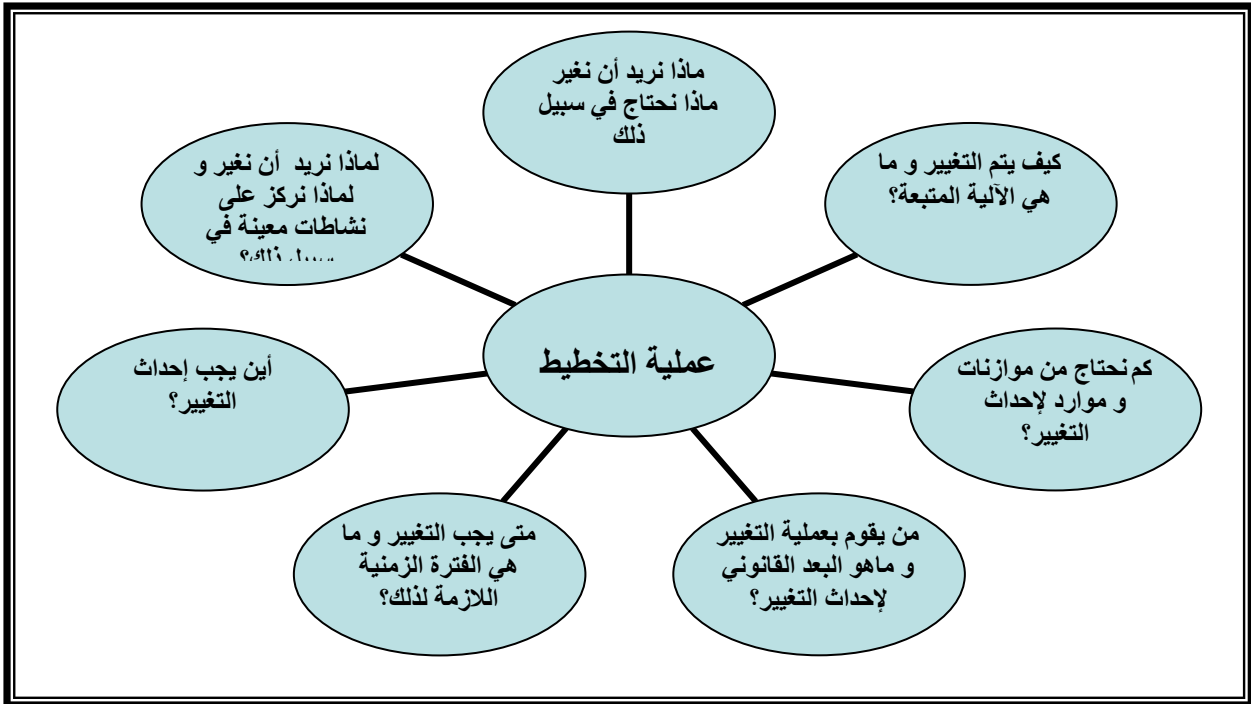 ماذا نريد أن نغير
ماذا نحتاج في سبيل
ذلك
كيف يتم التغيير و ما
هي الآلية المتبعة؟
لماذا نريد أن نغير و
لماذا نركز على
نشاطات معينة في
سبيل ذلك؟
عملية التخطيط
كم نحتاج من موازنات
و موارد لإحداث
التغيير؟
أين يجب إحداث
التغيير؟
من يقوم بعملية التغيير
و ماهو البعد القانوني
لإحداث التغيير؟
متى يجب التغيير و ما
هي الفترة الزمنية
اللازمة لذلك؟